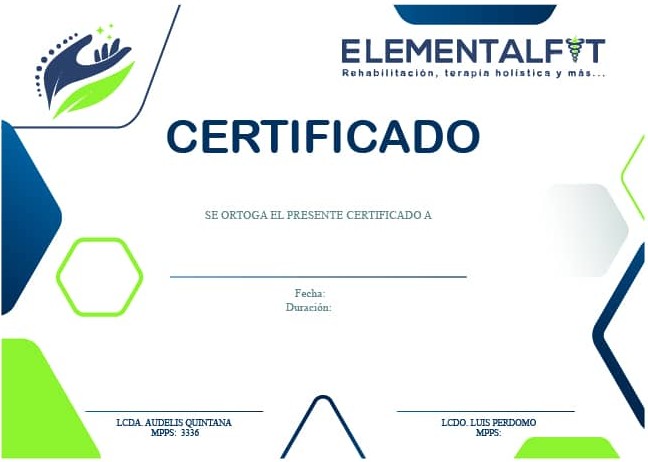 ELEMENTALFIT
Rehabilitación, terapia holística y más...
CERTIFICADO
SE ORTOGA EL PRESENTE CERTIFICADO A
Fecha:
Duración:
LCDA. AUDELIS QUINTANA
MPPS: 3336
LCDO. LUIS PERDOMO
MPPS: